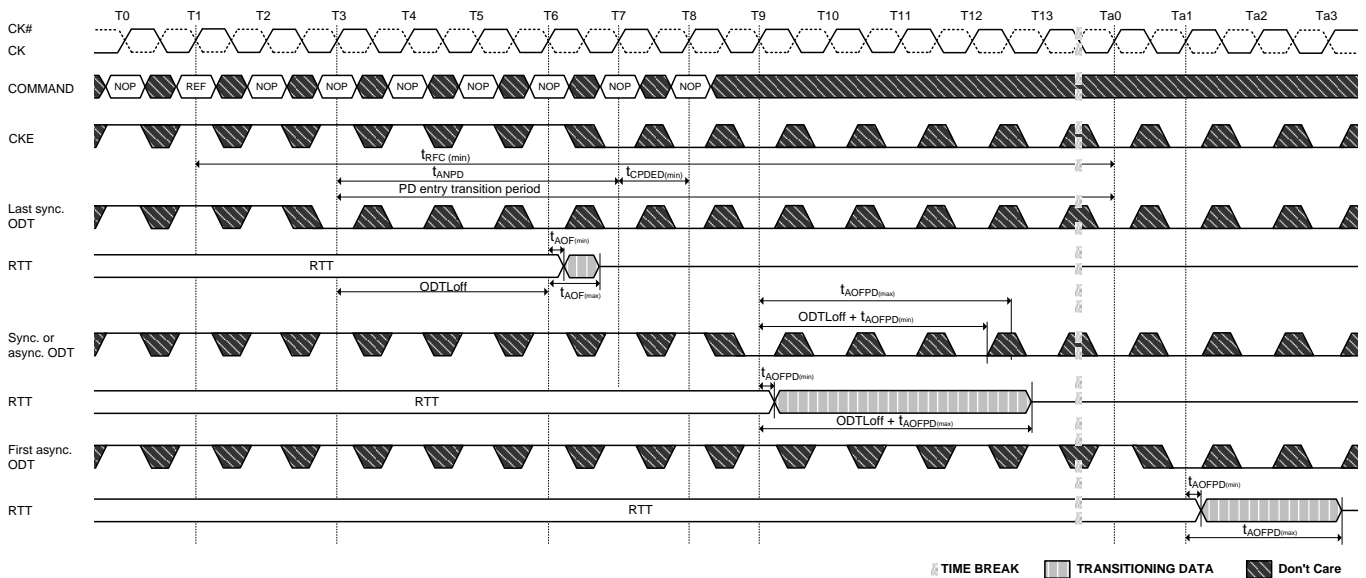 T0 T1 T2 T3 T4 T5 T6 T7 T8 T9 T10 T11 T12 T13 Ta0 Ta1 Ta2 Ta3
CK#
CK
COMMAND NOP REF NOP NOP NOP NOP NOP NOP NOP
CKE
tRFC (min)
tANPD tCPDED(min)
PD entry transition period
Last sync.
ODT
tAOF(min)
RTT RTT
ODTLoff tAOF(max)
tAOFPD(max)
ODTLoff + tAOFPD(min)
Sync. or
async. ODT
tAOFPD(min)
RTT RTT
ODTLoff + tAOFPD(max)
First async.
ODT
tAOFPD(min)
RTT RTT
tAOFPD(max)
TIME BREAK TRANSITIONING DATA Don't Care